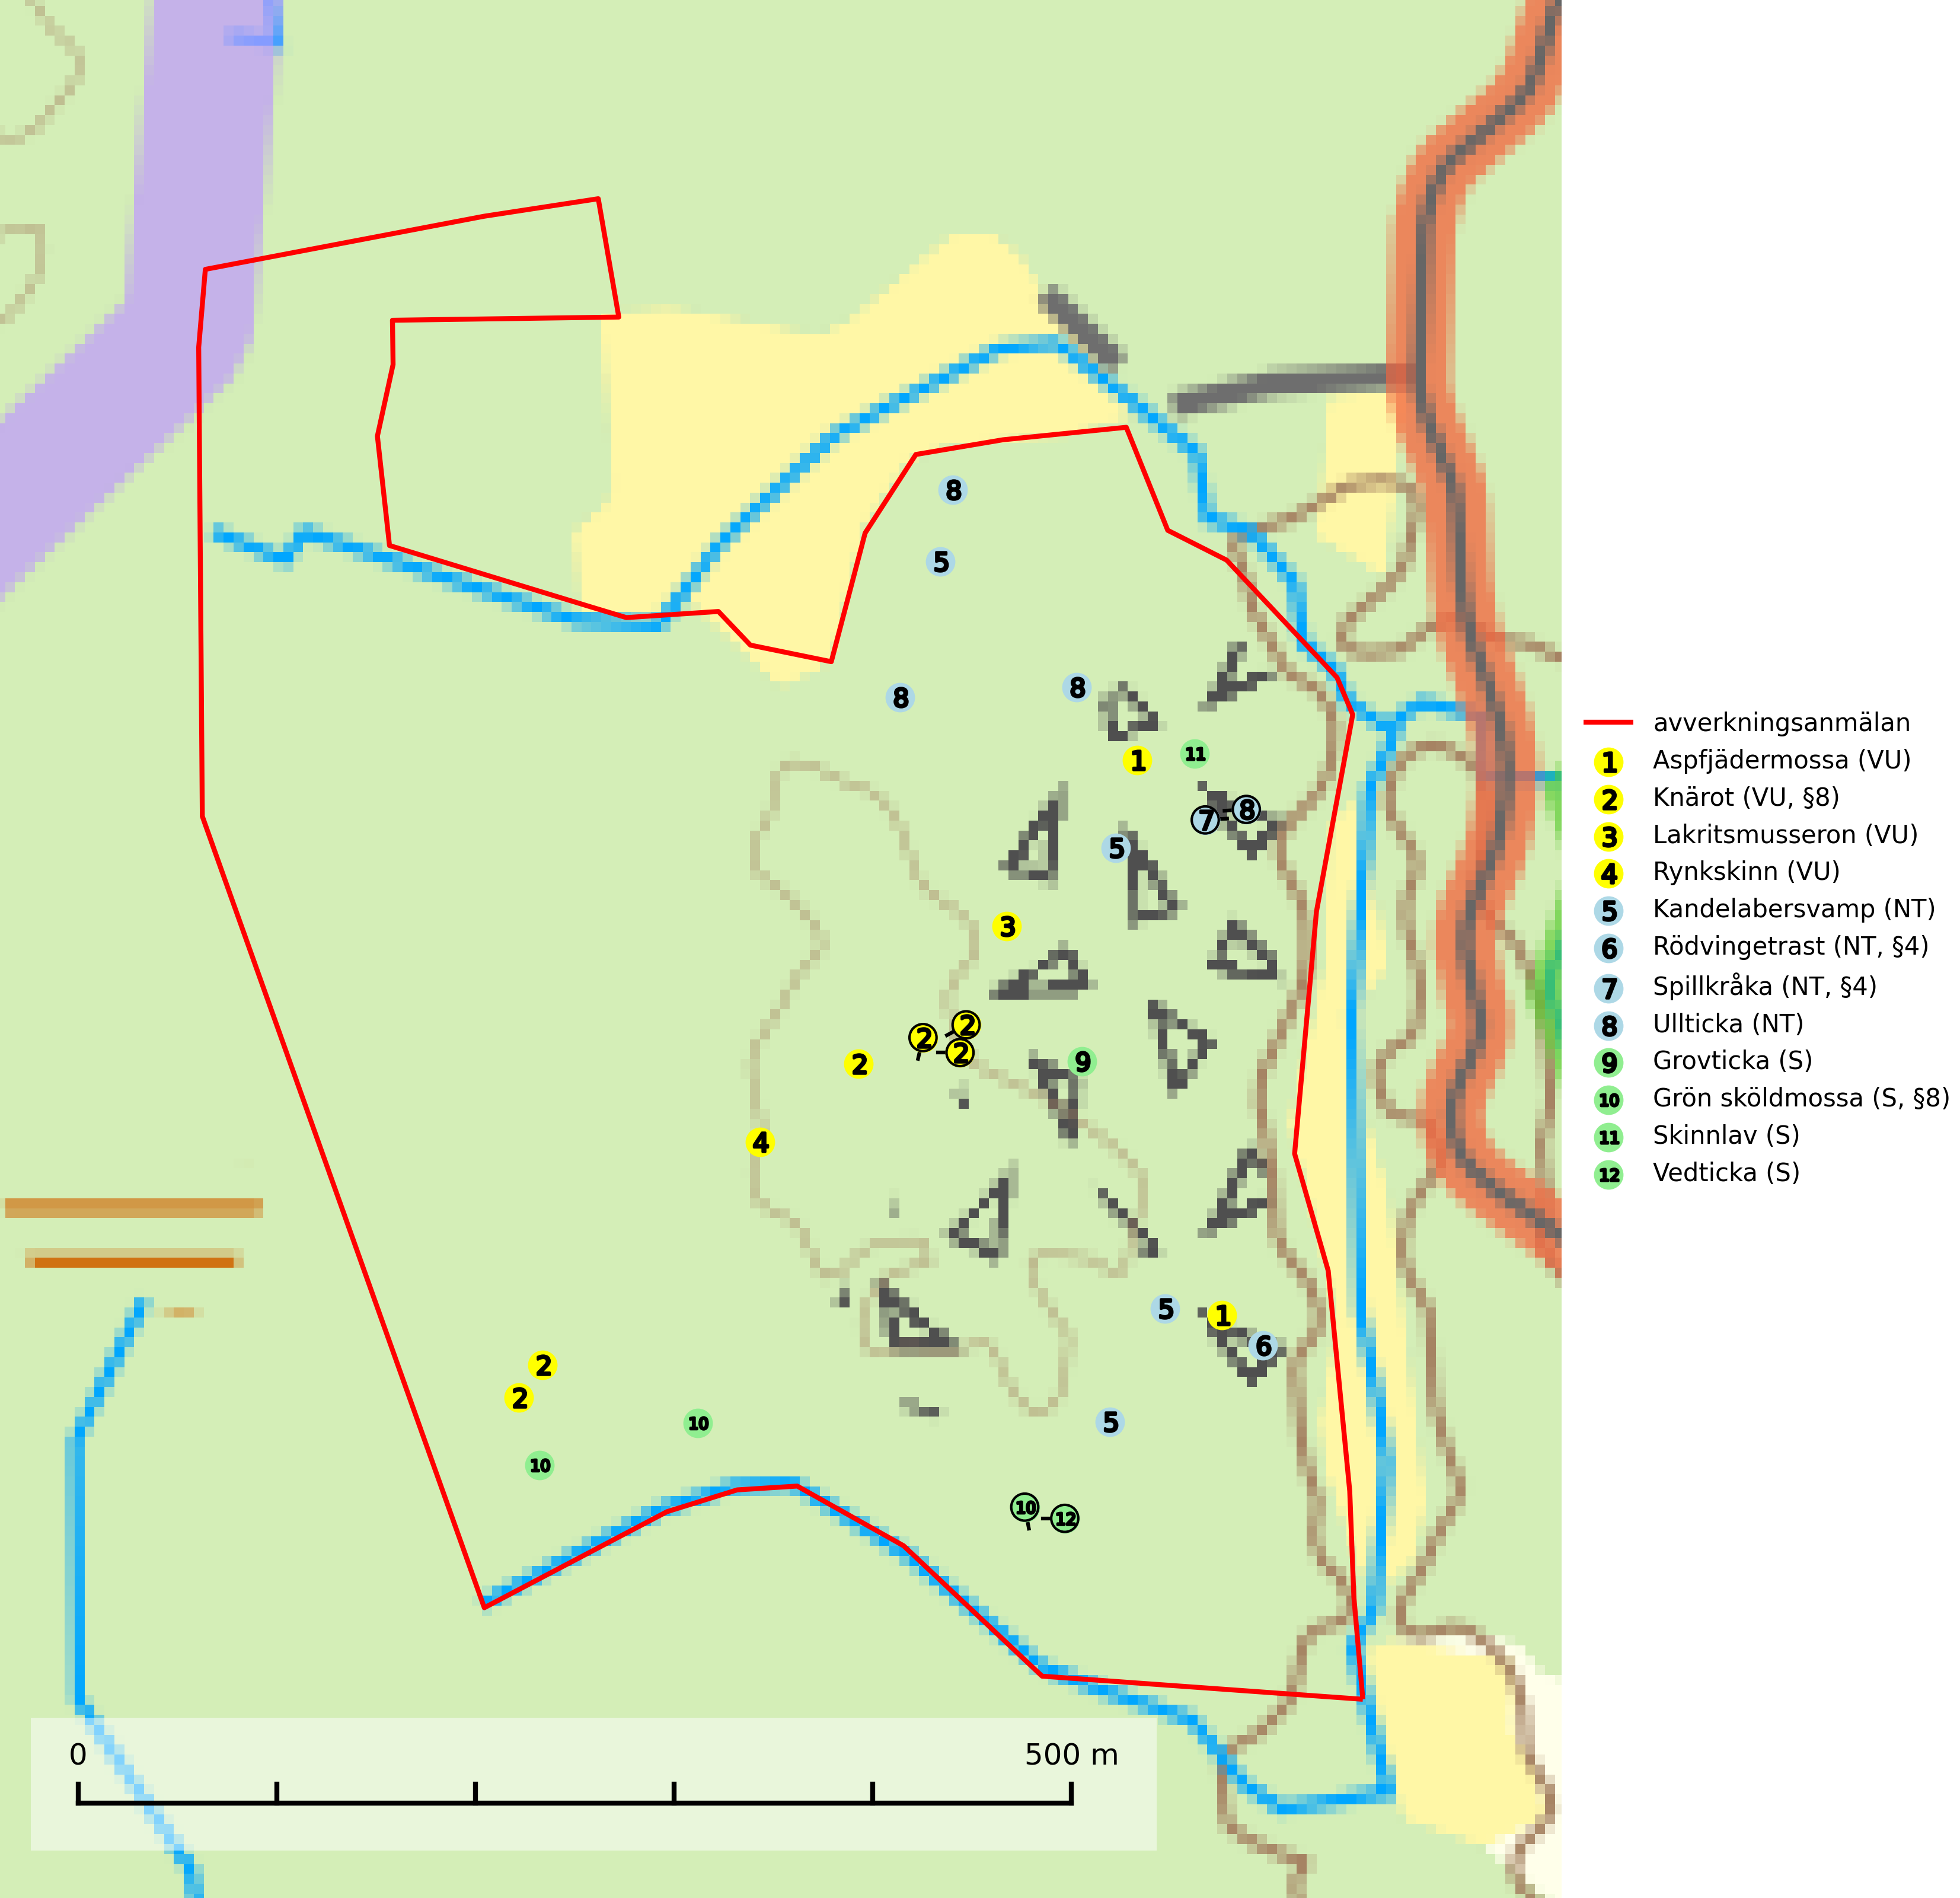 8
5
8
8
1
11
7
8
5
3
2
2
2
2
9
4
5
1
6
2
2
10
5
10
10
12
0
500 m
avverkningsanmälan
1 Aspfjädermossa (VU)
2 Knärot (VU, §8)
3 Lakritsmusseron (VU)
4 Rynkskinn (VU)
5 Kandelabersvamp (NT)
6 Rödvingetrast (NT, §4)
7 Spillkråka (NT, §4)
8 Ullticka (NT)
9 Grovticka (S)
10 Grön sköldmossa (S, §8)
11 Skinnlav (S)
12 Vedticka (S)